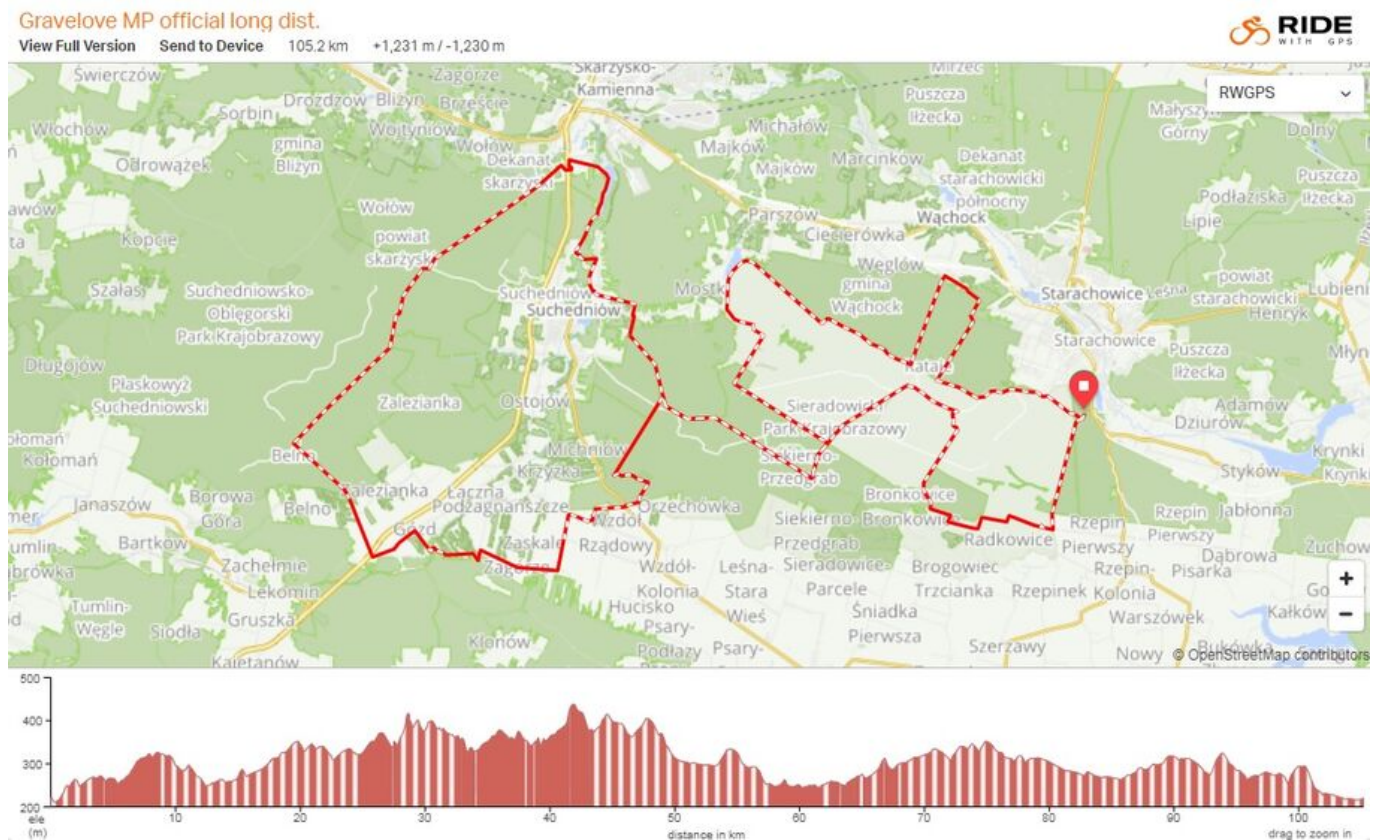 Gravelove MP official long dist.
View Full Version Send to Device 105.2 km +1,231 m / -1,230 m
RIDE
WITH GPS
RWGPS
Świerczów
Zagórze
Skarżysko-
Kamienna
Mirzec
Puszcza
Iłżecka
Małyszyn
Górny
Dolny
Sorbin
Drozdzów Bliżyn Brzeście
Włochów
Wojtyniów
Wołów
gmina
Bliżyn
Odrowążek
Dekanat
skarżyski
Michałów
Majków
Majków
Marcinków
Dekanat
starachowicki
północny
Puszcza
Iłżecka
Podłaziska
Lipie
Wąchock
Parszów
Ciecierówka
Wołów
powiat
skarżyski
Kopcie
Szałas
Suchedniowsko-
Oblęgorski
Park Krajobrazowy
Suchedniów
Suchedniów
Mostki
Węglów
gmina
Wąchock
Starachowice
Leśna
powiat
starachowicki
Henryk
Lubieni
Starachowice
Puszcza
Iłżecka
Młyn
Długojów
Płaskowyż
Suchedniowski
Zalezianka
Ostojów
Rataje
Sieradowicki
Park Krajobrazowy
Adamów
Dziurów
Krynki
Krynki
Styków
Kołomań
Kołomań
Belno
Michniów
Krzyżka
Siekierno-
Przedgrab
Bronkowice
Janaszów
Borowa
Góra
Belno
Zalezianka
Łączna
Podzagnańszcze
Gózd
Orzechówka
Wzdół
Rządowy
Siekierno-
Przedgrab
Bronkowice
Radkowice
Rzepin
Pierwszy
Rzepin
Pierwszy
Jabłonna
Bartków
Zachełmie
Zaskale
Zagórze
Lekomin
Tumlin-
Węgle
Siodła
Gruszka
Kajetanów
Klonów
Hucisko
Wzdół-
Kolonia
Psary-
Podłazy
Leśna-
Stara
Wieś
Psary-
Sieradowice-
Parcele
Śniadka
Pierwsza
Brogowiec
Trzcianka
Szerzawy
Rzepinek
Rzepin-
Kolonia
Pisarka
Dąbrowa
Warszówek
Kałków
Nowy
Bukówka
+
−
© OpenStreetMap contributors
500
400
300
200
ele
(m)
10 20 30 40 50 60 70 80 90 100
distance in km
drag to zoom in